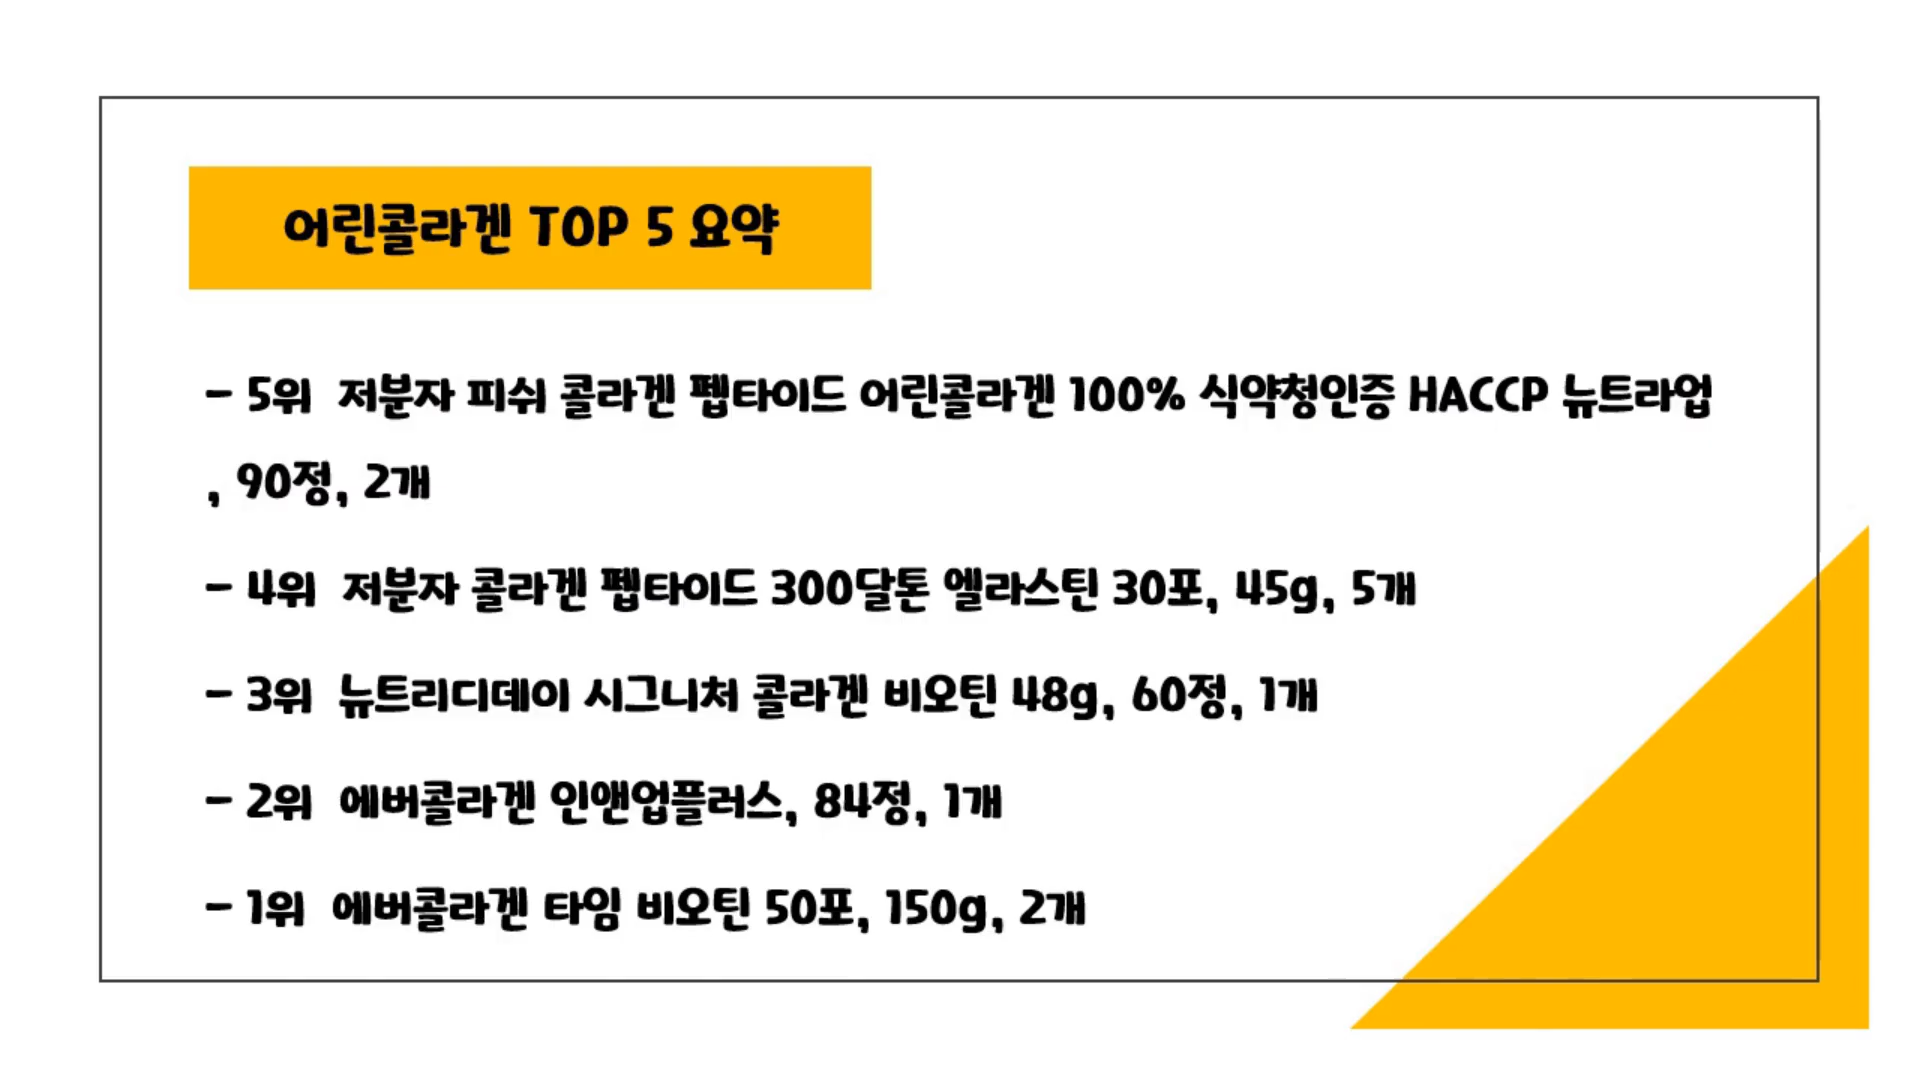 어린콜라겐 TOP 5 요약
- 5위 저분자 피쉬 콜라겐 펩타이드 어린콜라겐 100% 식약청인증 HACCP 뉴트라업
, 90정, 2개
- 4위 저분자 콜라겐 펩타이드 300달톤 엘라스틴 30포, 45g, 5개
- 3위 뉴트리디데이 시그니처 콜라겐 비오틴 48g, 60정, 1개
- 2위 에버콜라겐 인앤업플러스, 84정, 1개
- 1위 에버콜라겐 타임 비오틴 50포, 150g, 2개